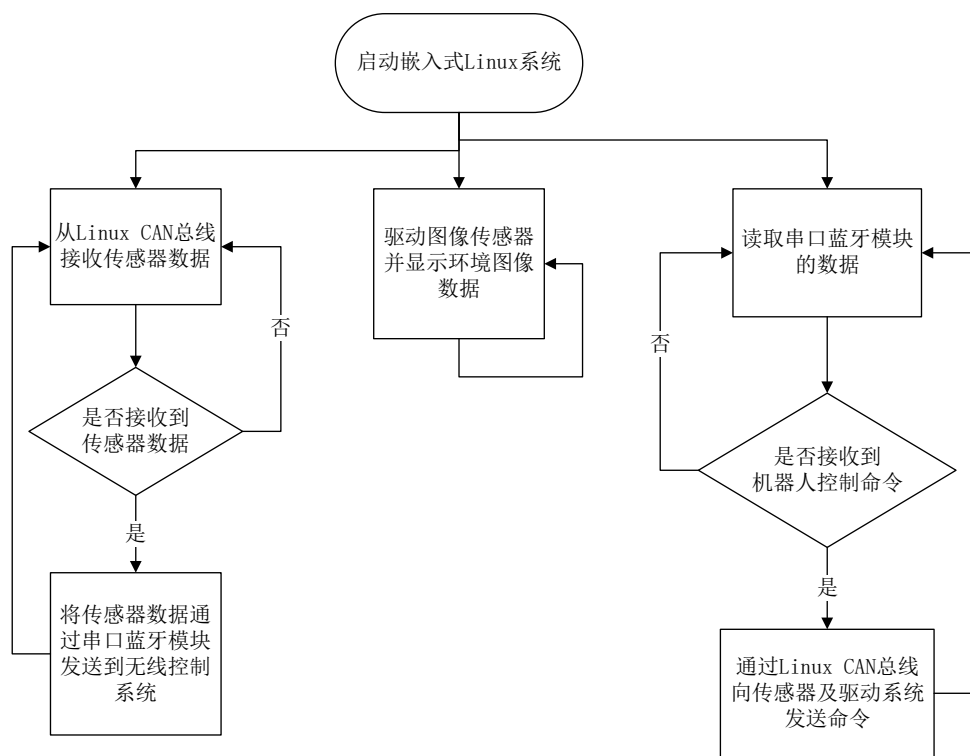 启动嵌入式Linux系统
从Linux CAN总线
接收传感器数据
驱动图像传感器
并显示环境图像
数据
读取串口蓝牙模块
的数据
否
否
是否接收到
传感器数据
是否接收到
机器人控制命令
是
是
将传感器数据通
过串口蓝牙模块
发送到无线控制
系统
通过Linux CAN总线
向传感器及驱动系统
发送命令